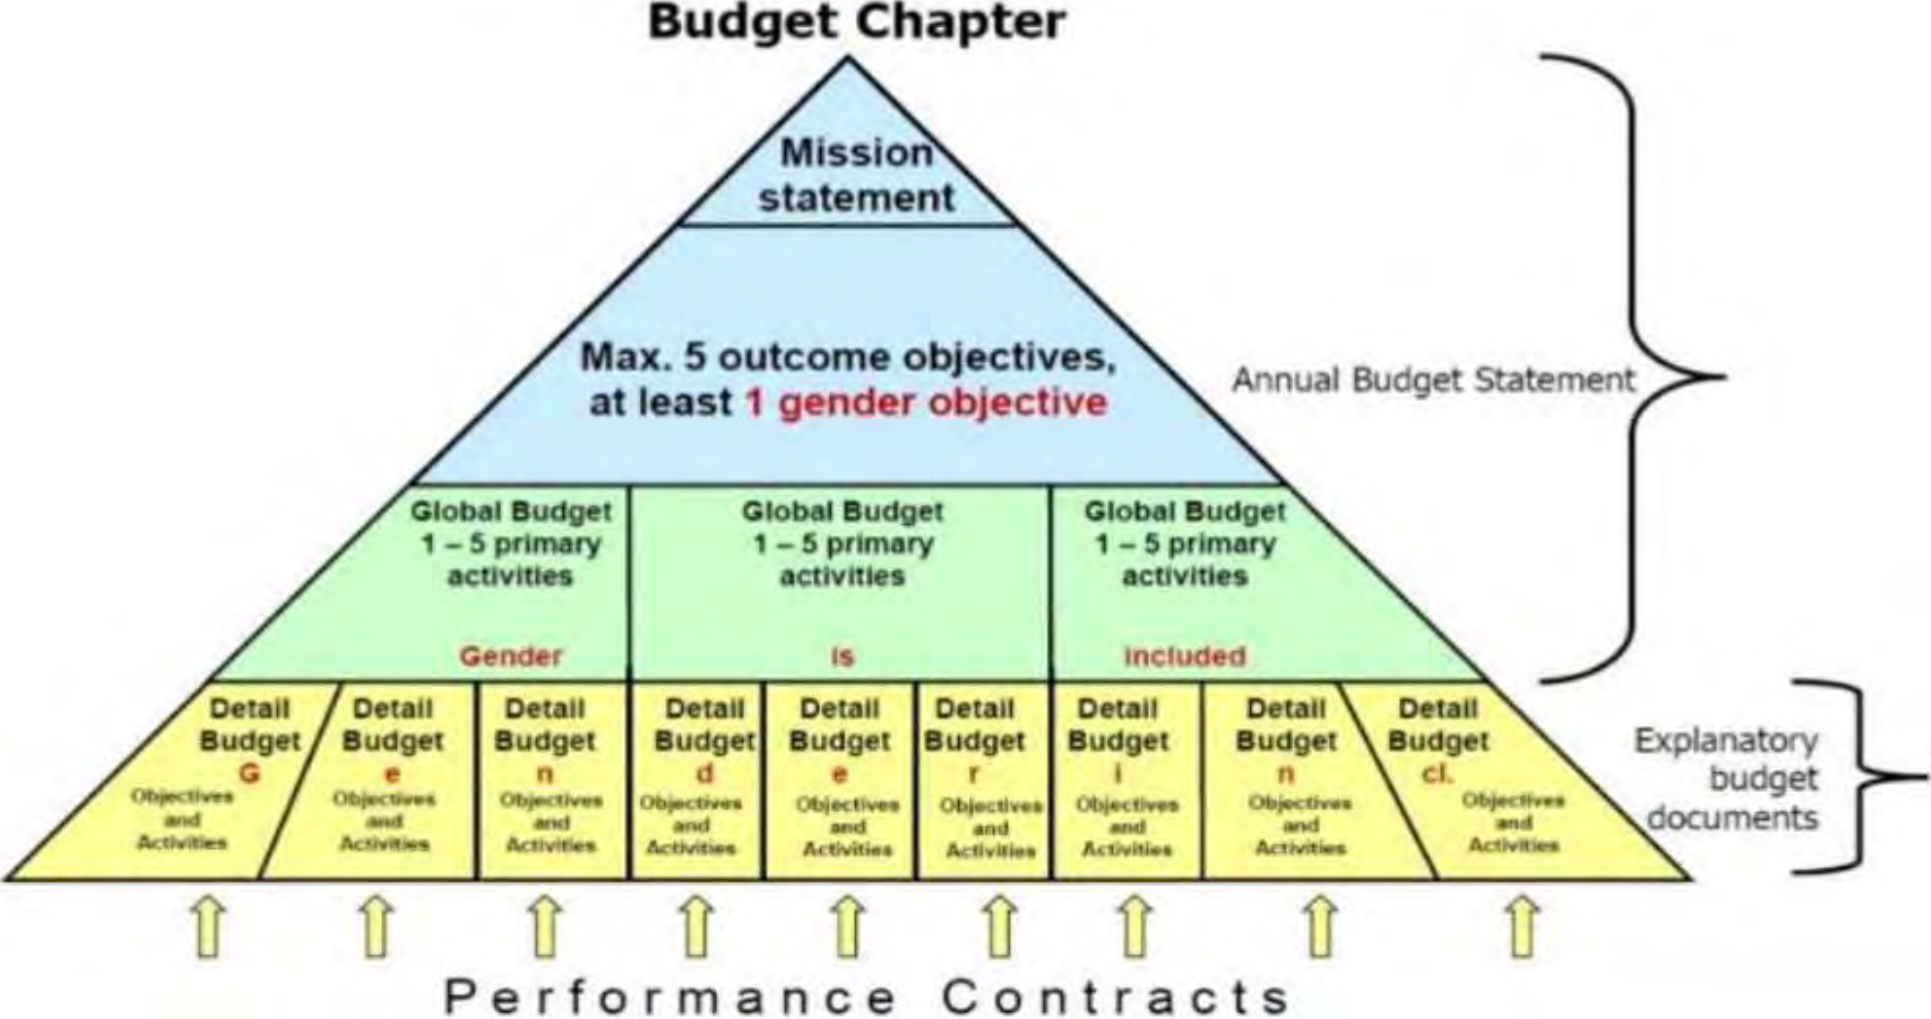 Budget Chapter
Mission
statement
Max. 5 outcome objectives,
at least 1 gender objective
Annual Budget Statement
Global Budget
1 – 5 primary
activities
Gender
Global Budget
1 – 5 primary
activities
is
Global Budget
1 – 5 primary
activities
included
Detail
Budget
G
Objectives
and
Activities
Detail
Budget
e
Objectives
and
Activities
Detail
Budget
n
Objectives
and
Activities
Detail
Budget
d
Objectives
and
Activities
Detail
Budget
e
Objectives
and
Activities
Detail
Budget
r
Objectives
and
Activities
Detail
Budget
i
Objectives
and
Activities
Detail
Budget
n
Objectives
and
Activities
Detail
Budget
cl.
Objectives
and
Activities
Explanatory
budget
documents
Performance Contracts